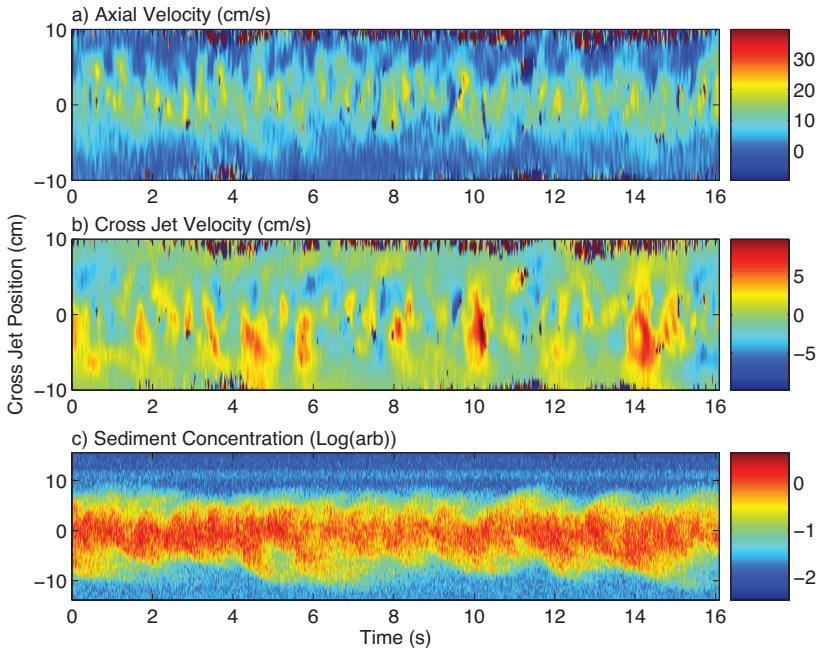 a) Axial Velocity (cm/s)
10
0
−10
0 2 4 6 8 10 12 14 16
30
20
10
0
b) Cross Jet Velocity (cm/s)
10
0
−10
0 2 4 6 8 10 12 14 16
5
0
−5
Cross Jet Position (cm)
c) Sediment Concentration (Log(arb))
10
0
−10
0 2 4 6 8 10 12 14 16
Time (s)
0
−1
−2